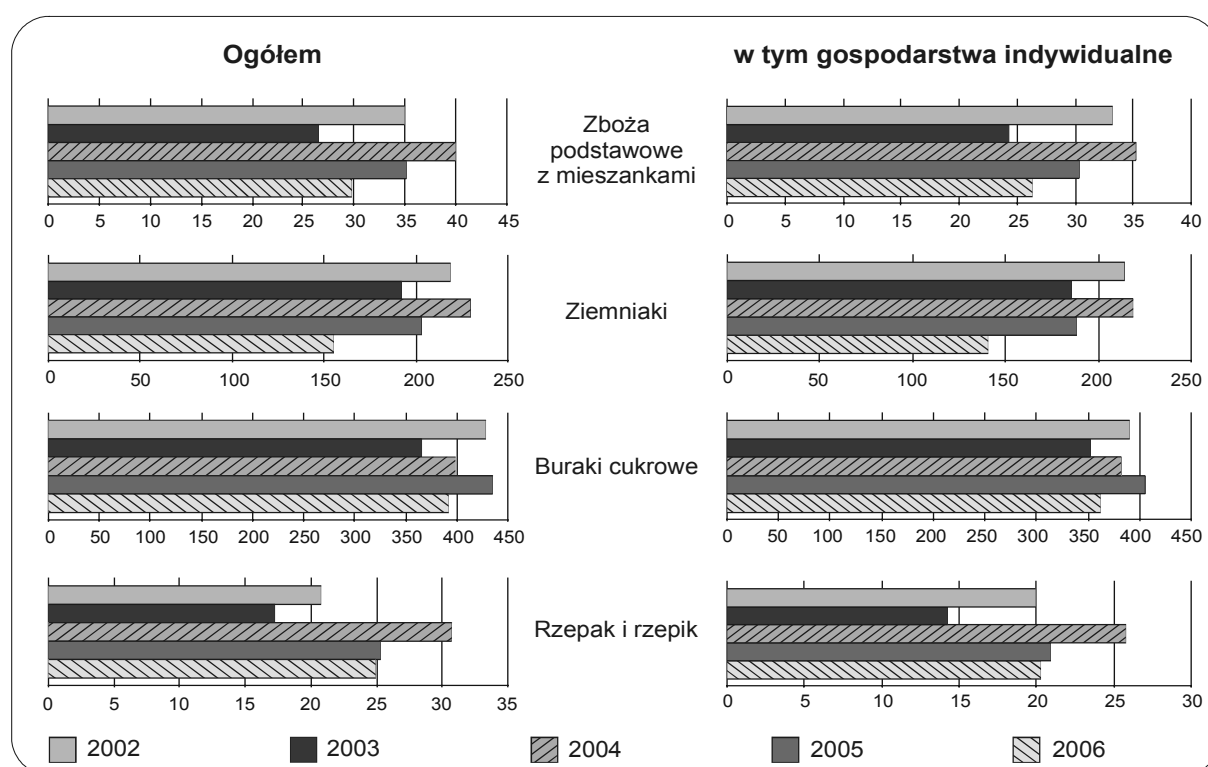 Ogółem
w tym gospodarstwa indywidualne
Zboża
podstawowe
z mieszankami
0 5 10 15 20 25 30 35 40 45
0 5 10 15 20 25 30 35 40
Ziemniaki
0 50 100 150 200 250
0 50 100 150 200 250
Buraki cukrowe
0 50 100 150 200 250 300 350 400 450
0 50 100 150 200 250 300 350 400 450
Rzepak i rzepik
0 5 10 15 20 25 30 35
0 5 10 15 20 25 30
2002 2003 2004 2005 2006